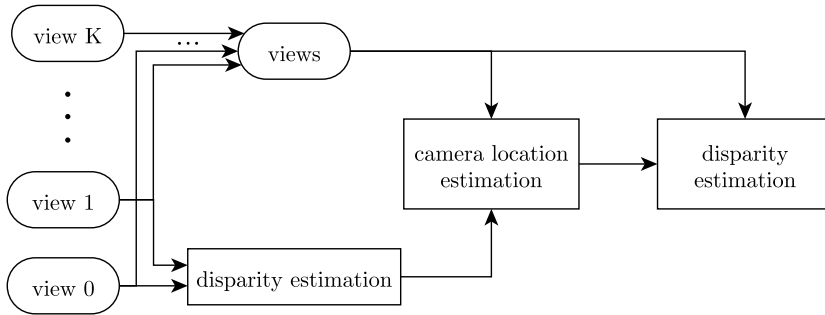 view K
...
views
camera location
estimation
disparity
estimation
view 1
disparity estimation
view 0